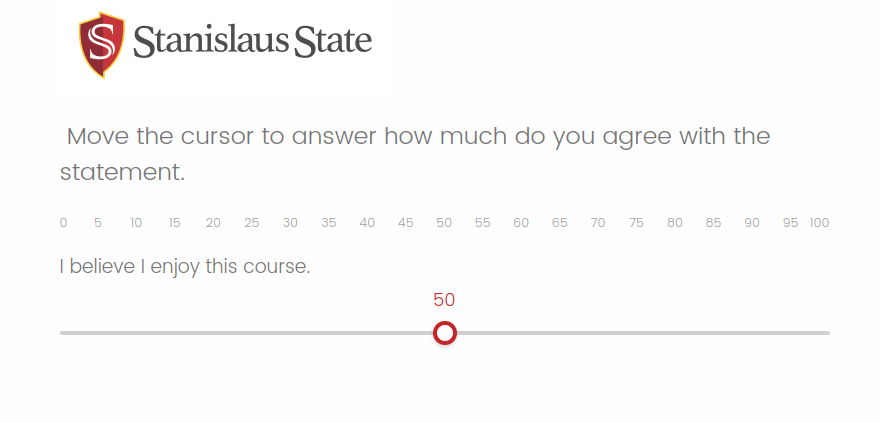 Stanislaus State
Move the cursor to answer how much do you agree with the
statement.
0 5 10 15 20 25 30 35 40 45 50 55 60 65 70 75 80 85 90 95 100
I believe I enjoy this course.
50